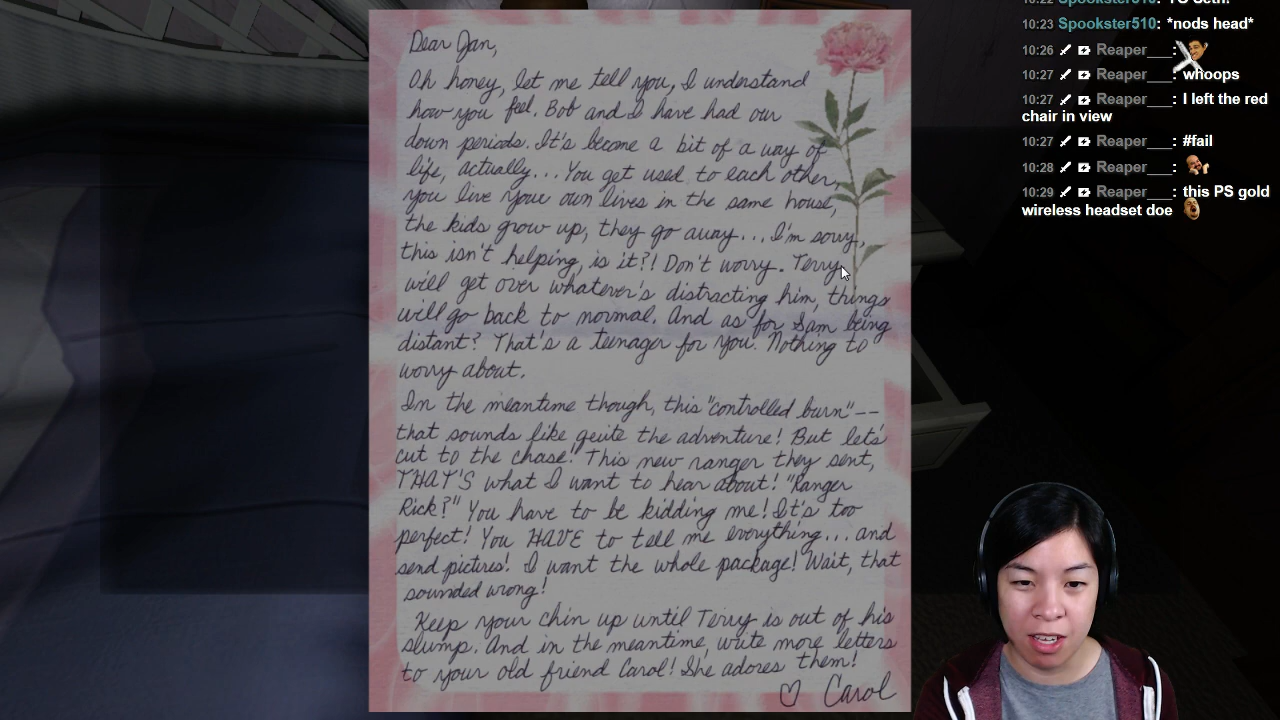 Dear Jan,
Oh honey, let me tell you, I understand
how you feel. Bob and I have had our
down periods. It's become a bit of a way of
life, actually... You get used to each other,
you live your own lives in the same house,
the kids grow up, they go away... I'm sorry,
this isn't helping, is it?! Don't worry. Terry
will get over whatever's distracting him, things
will go back to normal. And as for Sam being
distant? That's a teenager for you. Nothing to
worry about.
In the meantime though, this "controlled burn"--
that sounds like quite the adventure! But let's
cut to the chase! This new ranger they sent,
THAT'S what I want to hear about! "Ranger
Rick?" You have to be kidding me! It's too
perfect! You HAVE to tell me everything... and
send pictures! I want the whole package! Wait, that
sounded wrong!
Keep your chin up until Terry is out of his
slump. And in the meantime, write more letters
to your old friend Carol! She adores them!
♡ Carol
10:22 Spookster510: YO Seth!
10:23 Spookster510: *nods head*
10:26 Reaper___:
10:27 Reaper___: whoops
10:27 Reaper___: I left the red
chair in view
10:27 Reaper___: #fail
10:28 Reaper___:
10:29 Reaper___: this PS gold
wireless headset doe